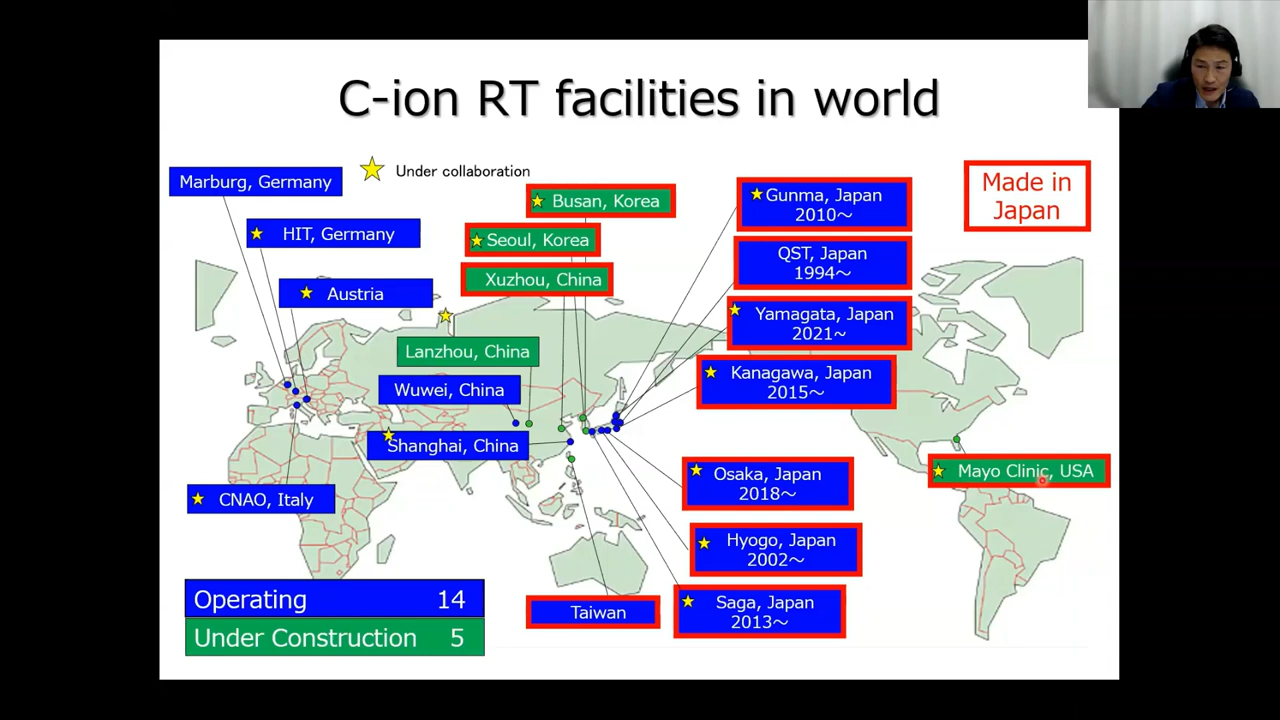 C-ion RT facilities in world
Under collaboration
Made in
Japan
Marburg, Germany
HIT, Germany
Austria
CNAO, Italy
Busan, Korea
Seoul, Korea
Xuzhou, China
Lanzhou, China
Wuwei, China
Shanghai, China
Taiwan
Gunma, Japan
2010～
QST, Japan
1994～
Yamagata, Japan
2021～
Kanagawa, Japan
2015～
Osaka, Japan
2018～
Hyogo, Japan
2002～
Saga, Japan
2013～
Mayo Clinic, USA
Operating 14
Under Construction 5